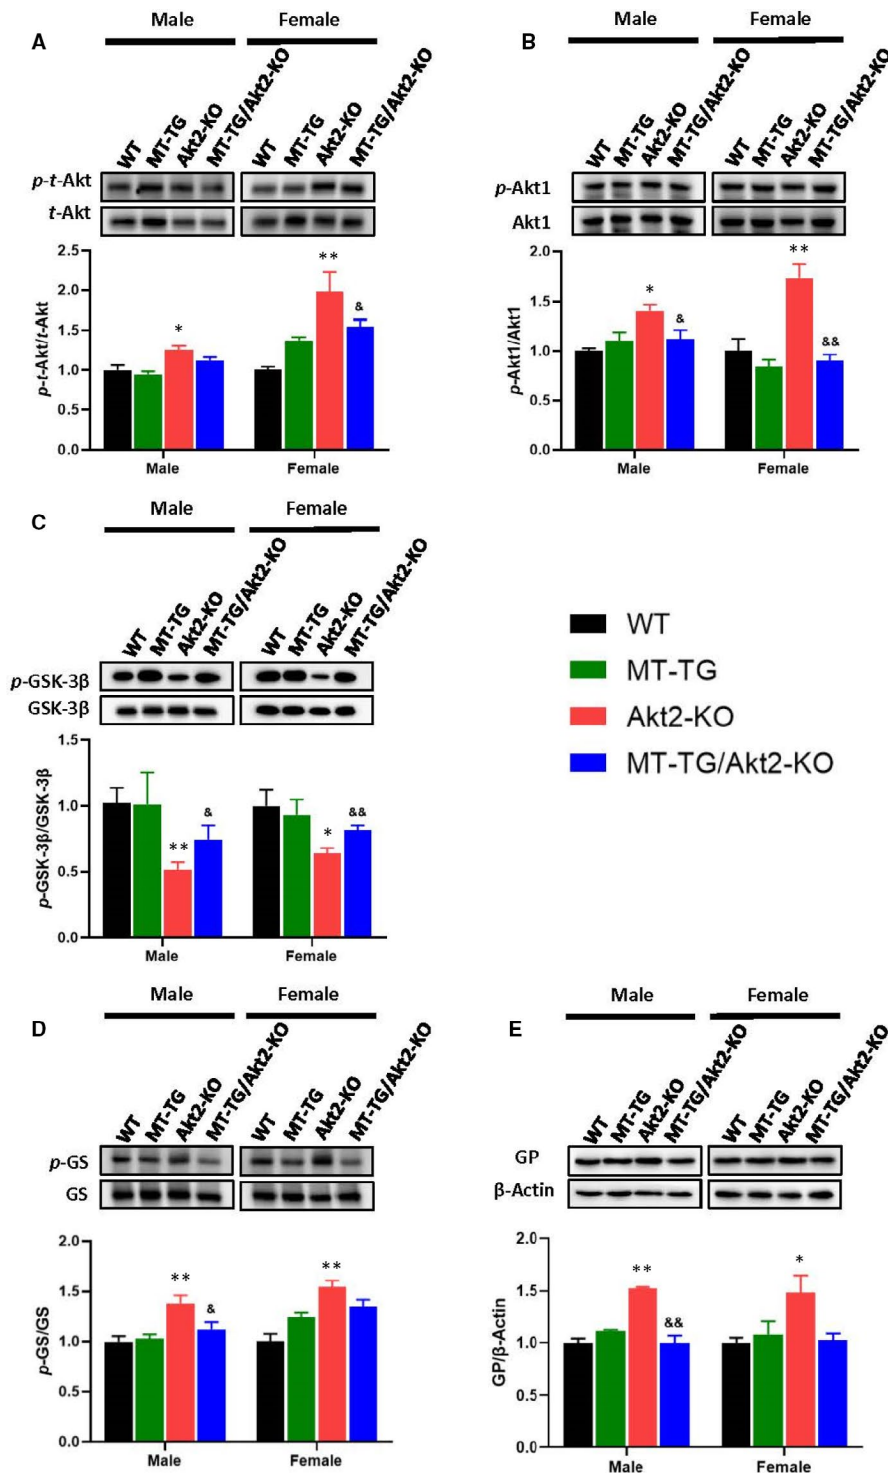 A
Male Female
WT MT-TG Akt2-KO MT-TG/Akt2-KO WT MT-TG Akt2-KO MT-TG/Akt2-KO
p-t-Akt
t-Akt
2.5
2.0
1.5
1.0
0.5
0.0
p-t-Akt/t-Akt
*
**
&
Male Female
B
Male Female
WT MT-TG Akt2-KO MT-TG/Akt2-KO WT MT-TG Akt2-KO MT-TG/Akt2-KO
p-Akt1
Akt1
2.0
1.5
1.0
0.5
0.0
p-Akt1/Akt1
*
&
**
&&
Male Female
C
Male Female
WT MT-TG Akt2-KO MT-TG/Akt2-KO WT MT-TG Akt2-KO MT-TG/Akt2-KO
p-GSK-3β
GSK-3β
1.5
1.0
0.5
0.0
p-GSK-3β/GSK-3β
**
&
*
&&
Male Female
WT
MT-TG
Akt2-KO
MT-TG/Akt2-KO
D
Male Female
WT MT-TG Akt2-KO MT-TG/Akt2-KO WT MT-TG Akt2-KO MT-TG/Akt2-KO
p-GS
GS
2.0
1.5
1.0
0.5
0.0
p-GS/GS
**
&
**
Male Female
E
Male Female
WT MT-TG Akt2-KO MT-TG/Akt2-KO WT MT-TG Akt2-KO MT-TG/Akt2-KO
GP
β-Actin
2.0
1.5
1.0
0.5
0.0
GP/β-Actin
**
&&
*
Male Female